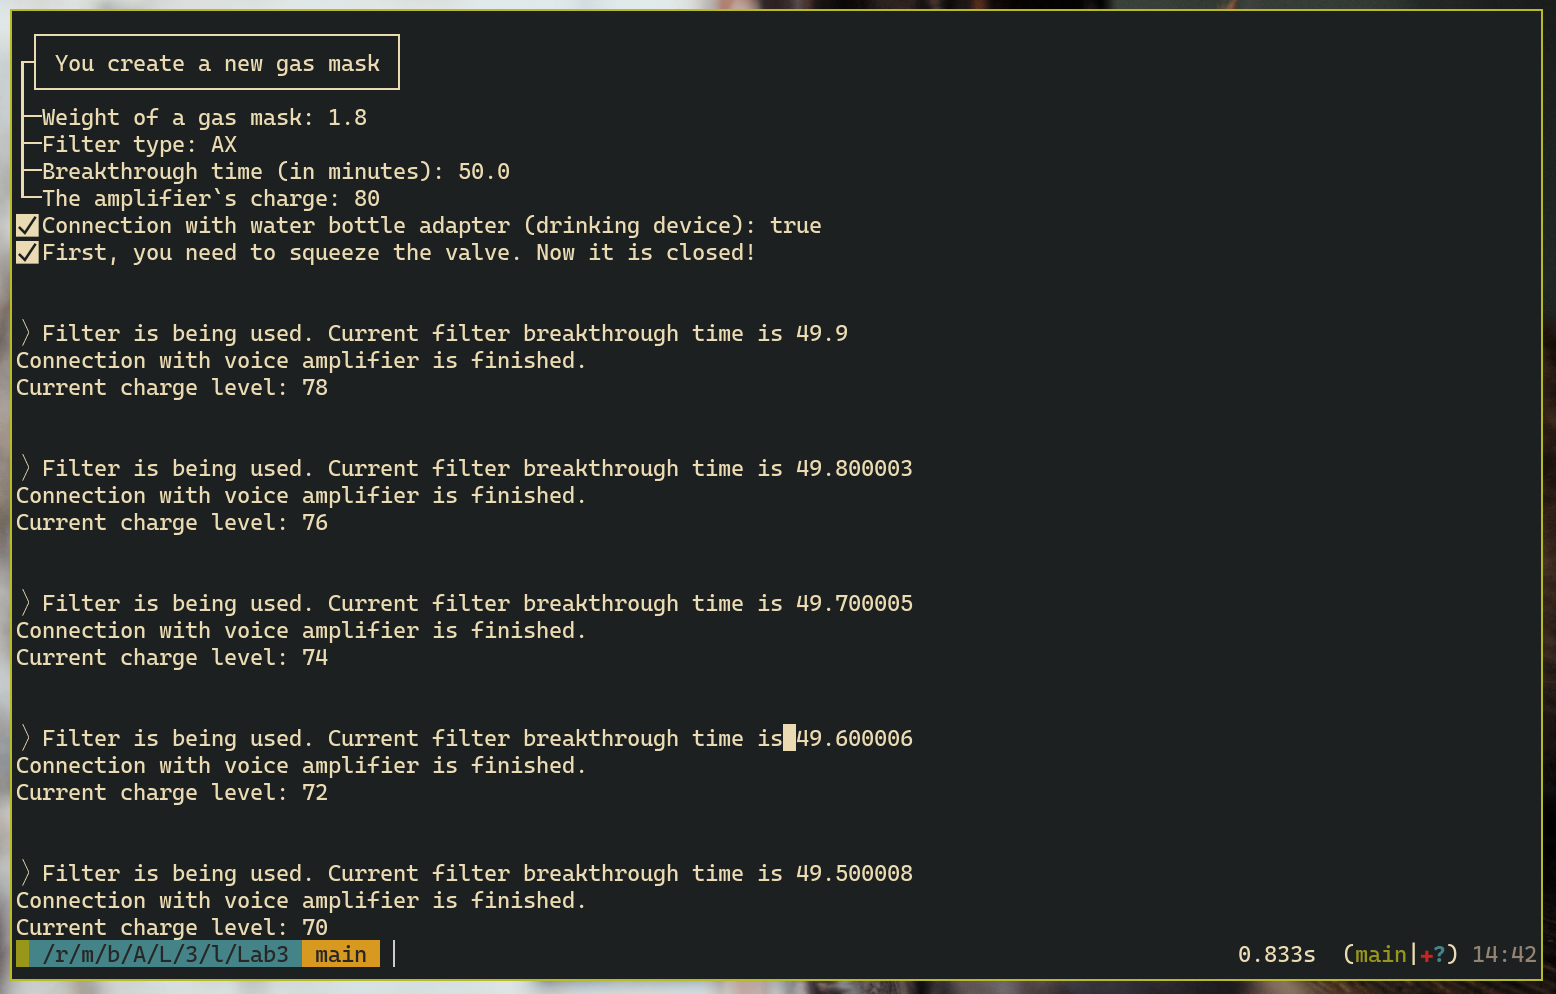 You create a new gas mask
Weight of a gas mask: 1.8
Filter type: AX
Breakthrough time (in minutes): 50.0
The amplifier`s charge: 80
Connection with water bottle adapter (drinking device): true
First, you need to squeeze the valve. Now it is closed!
〉Filter is being used. Current filter breakthrough time is 49.9
Connection with voice amplifier is finished.
Current charge level: 78
〉Filter is being used. Current filter breakthrough time is 49.800003
Connection with voice amplifier is finished.
Current charge level: 76
〉Filter is being used. Current filter breakthrough time is 49.700005
Connection with voice amplifier is finished.
Current charge level: 74
〉Filter is being used. Current filter breakthrough time is 49.600006
Connection with voice amplifier is finished.
Current charge level: 72
〉Filter is being used. Current filter breakthrough time is 49.500008
Connection with voice amplifier is finished.
Current charge level: 70
/r/m/b/A/L/3/l/Lab3 main 0.833s (main|+?) 14:42